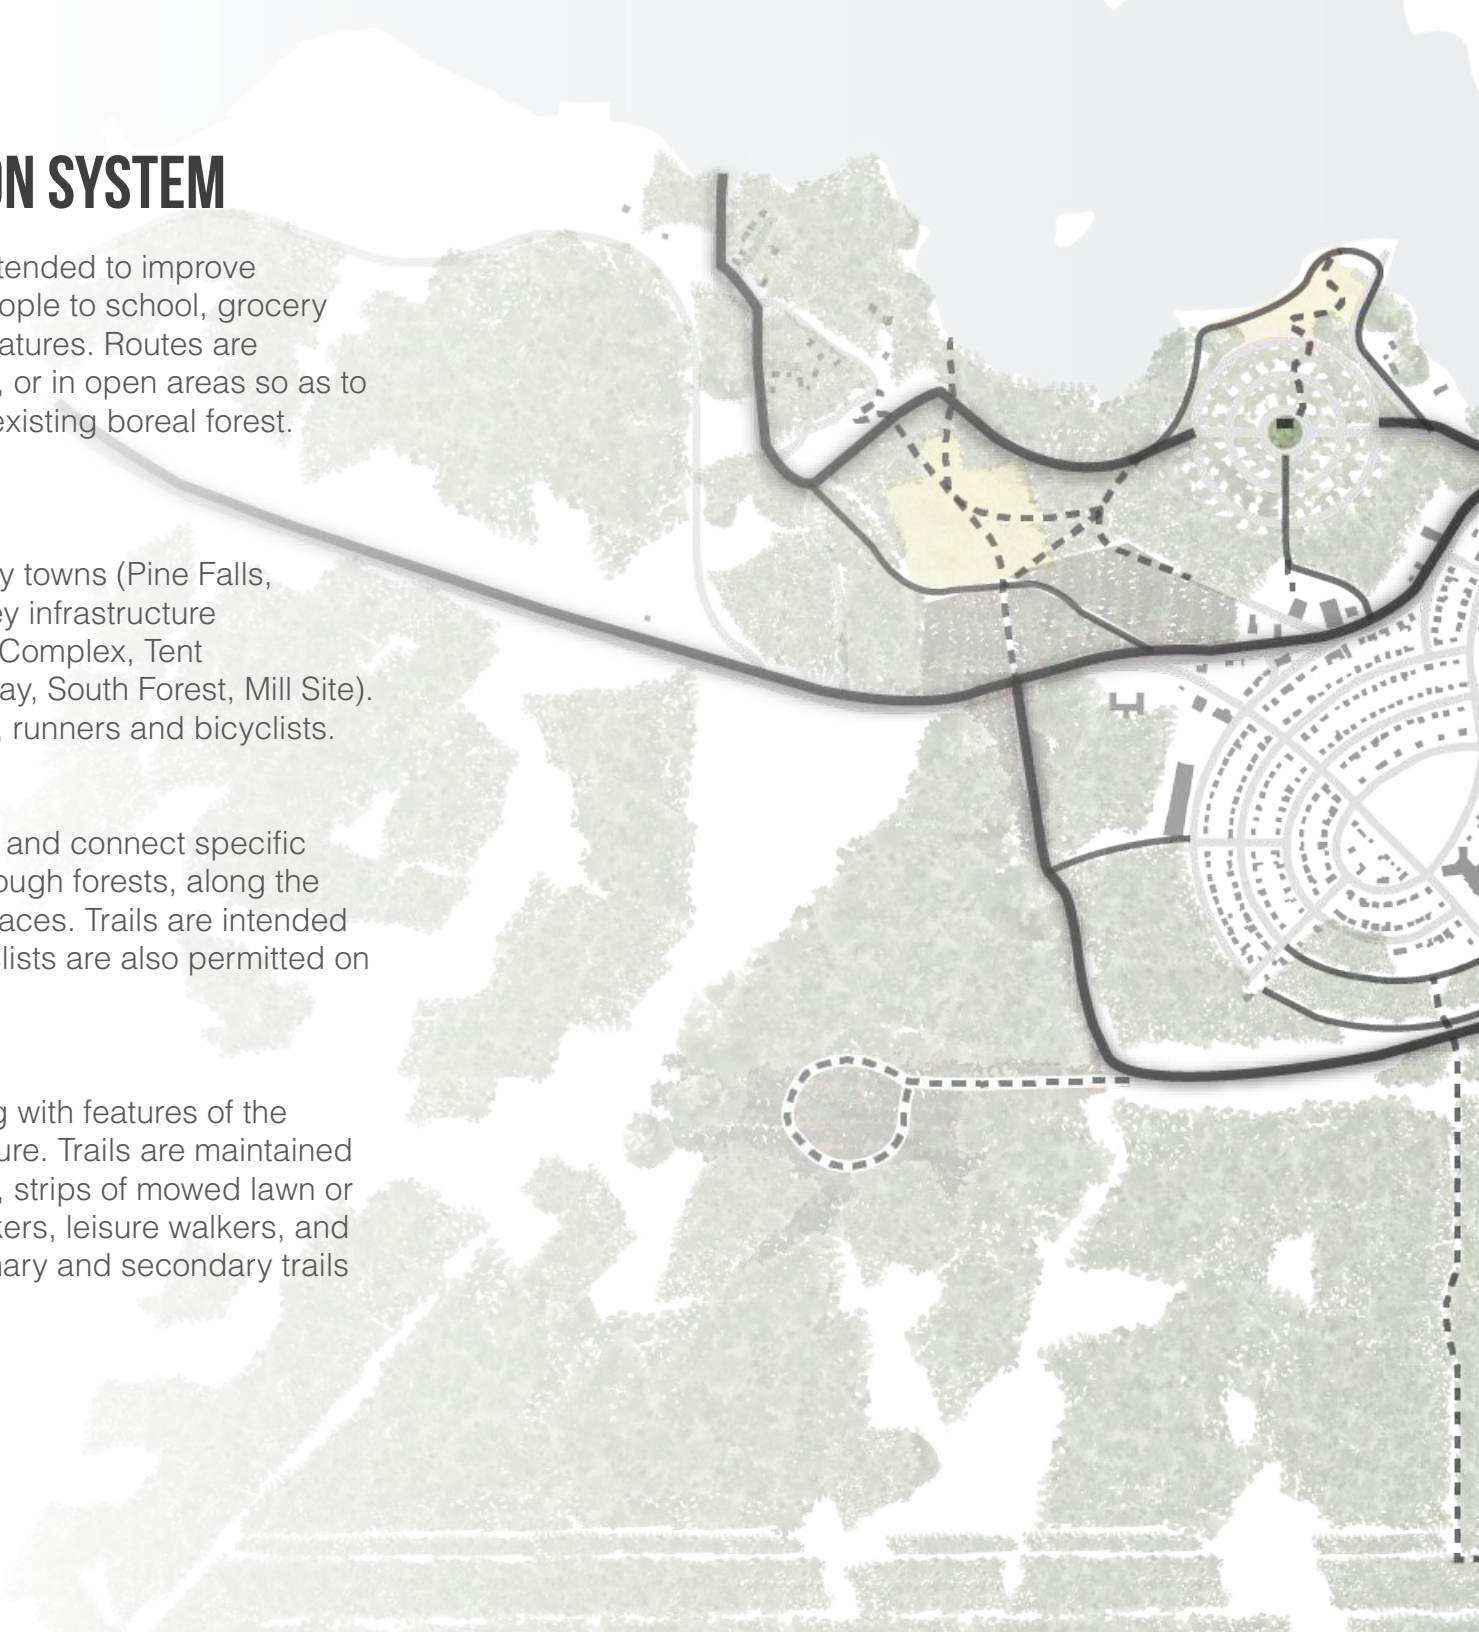 ON SYSTEM
tended to improve
ople to school, grocery
atures. Routes are
, or in open areas so as to
existing boreal forest.
y towns (Pine Falls,
ey infrastructure
Complex, Tent
ay, South Forest, Mill Site).
, runners and bicyclists.
and connect specific
ough forests, along the
aces. Trails are intended
lists are also permitted on
g with features of the
ure. Trails are maintained
, strips of mowed lawn or
kers, leisure walkers, and
nary and secondary trails